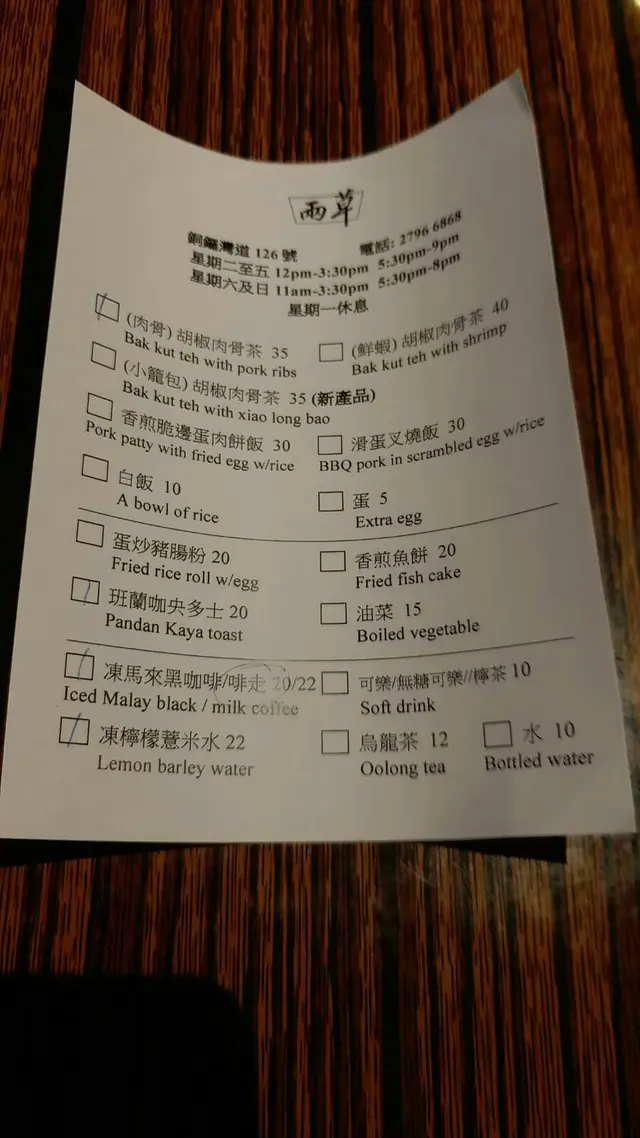 雨草
銅鑼灣道 126 號 電話: 2796 6868
星期二至五 12pm-3:30pm 5:30pm-9pm
星期六及日 11am-3:30pm 5:30pm-8pm
星期一休息
(肉骨) 胡椒肉骨茶 35
Bak kut teh with pork ribs
(鮮蝦) 胡椒肉骨茶 40
Bak kut teh with shrimp
(小籠包) 胡椒肉骨茶 35 (新產品)
Bak kut teh with xiao long bao
香煎脆邊蛋肉餅飯 30
Pork patty with fried egg w/rice
滑蛋叉燒飯 30
BBQ pork in scrambled egg w/rice
白飯 10
A bowl of rice
蛋 5
Extra egg
蛋炒豬腸粉 20
Fried rice roll w/egg
香煎魚餅 20
Fried fish cake
班蘭咖央多士 20
Pandan Kaya toast
油菜 15
Boiled vegetable
凍馬來黑咖啡/啡走 20/22
Iced Malay black / milk coffee
可樂/無糖可樂//檸茶 10
Soft drink
凍檸檬薏米水 22
Lemon barley water
烏龍茶 12
Oolong tea
水 10
Bottled water